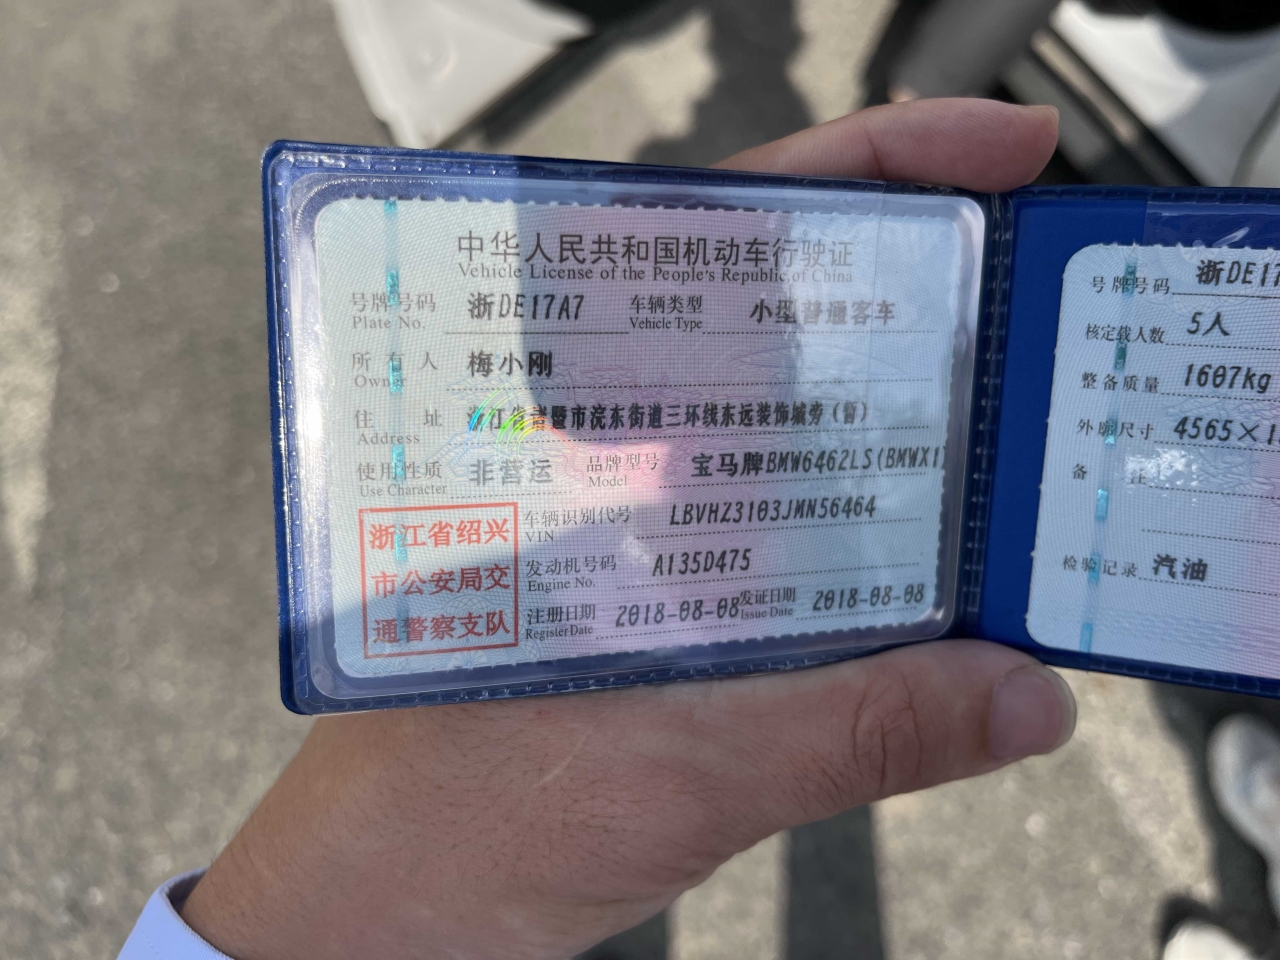 中华人民共和国机动车行驶证
Vehicle License of the People's Republic of China
号牌号码 浙DE17A7 车辆类型 小型普通客车
Plate No. Vehicle Type
所有人 梅小刚
Owner
住址 浙江省诸暨市浣东街道三环线东远装饰城旁(暂)
Address
使用性质 非营运 品牌型号 宝马牌BMW6462LS(BMWX1)
Use Character Model
浙江省绍兴
市公安局交
通警察支队
车辆识别代号 LBVHZ3103JMN56464
VIN
发动机号码 A135D475
Engine No.
注册日期 2018-08-08 发证日期 2018-08-08
Register Date Issue Date
号牌号码 浙DE17
核定载人数 5人
整备质量 1607kg
外廓尺寸 4565×1
备注
检验记录 汽油